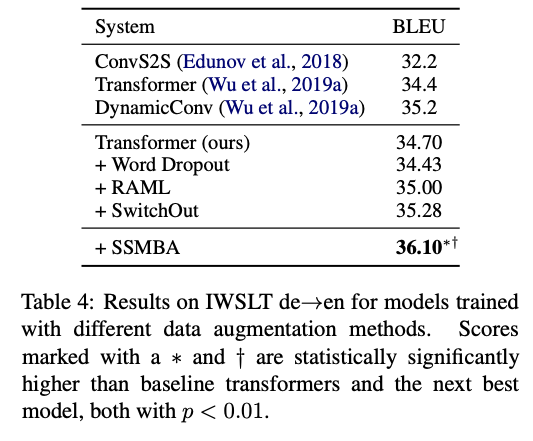 System BLEU
ConvS2S (Edunov et al., 2018) 32.2
Transformer (Wu et al., 2019a) 34.4
DynamicConv (Wu et al., 2019a) 35.2
Transformer (ours) 34.70
+ Word Dropout 34.43
+ RAML 35.00
+ SwitchOut 35.28
+ SSMBA 36.10*†
Table 4: Results on IWSLT de→en for models trained
with different data augmentation methods. Scores
marked with a * and † are statistically significantly
higher than baseline transformers and the next best
model, both with p < 0.01.